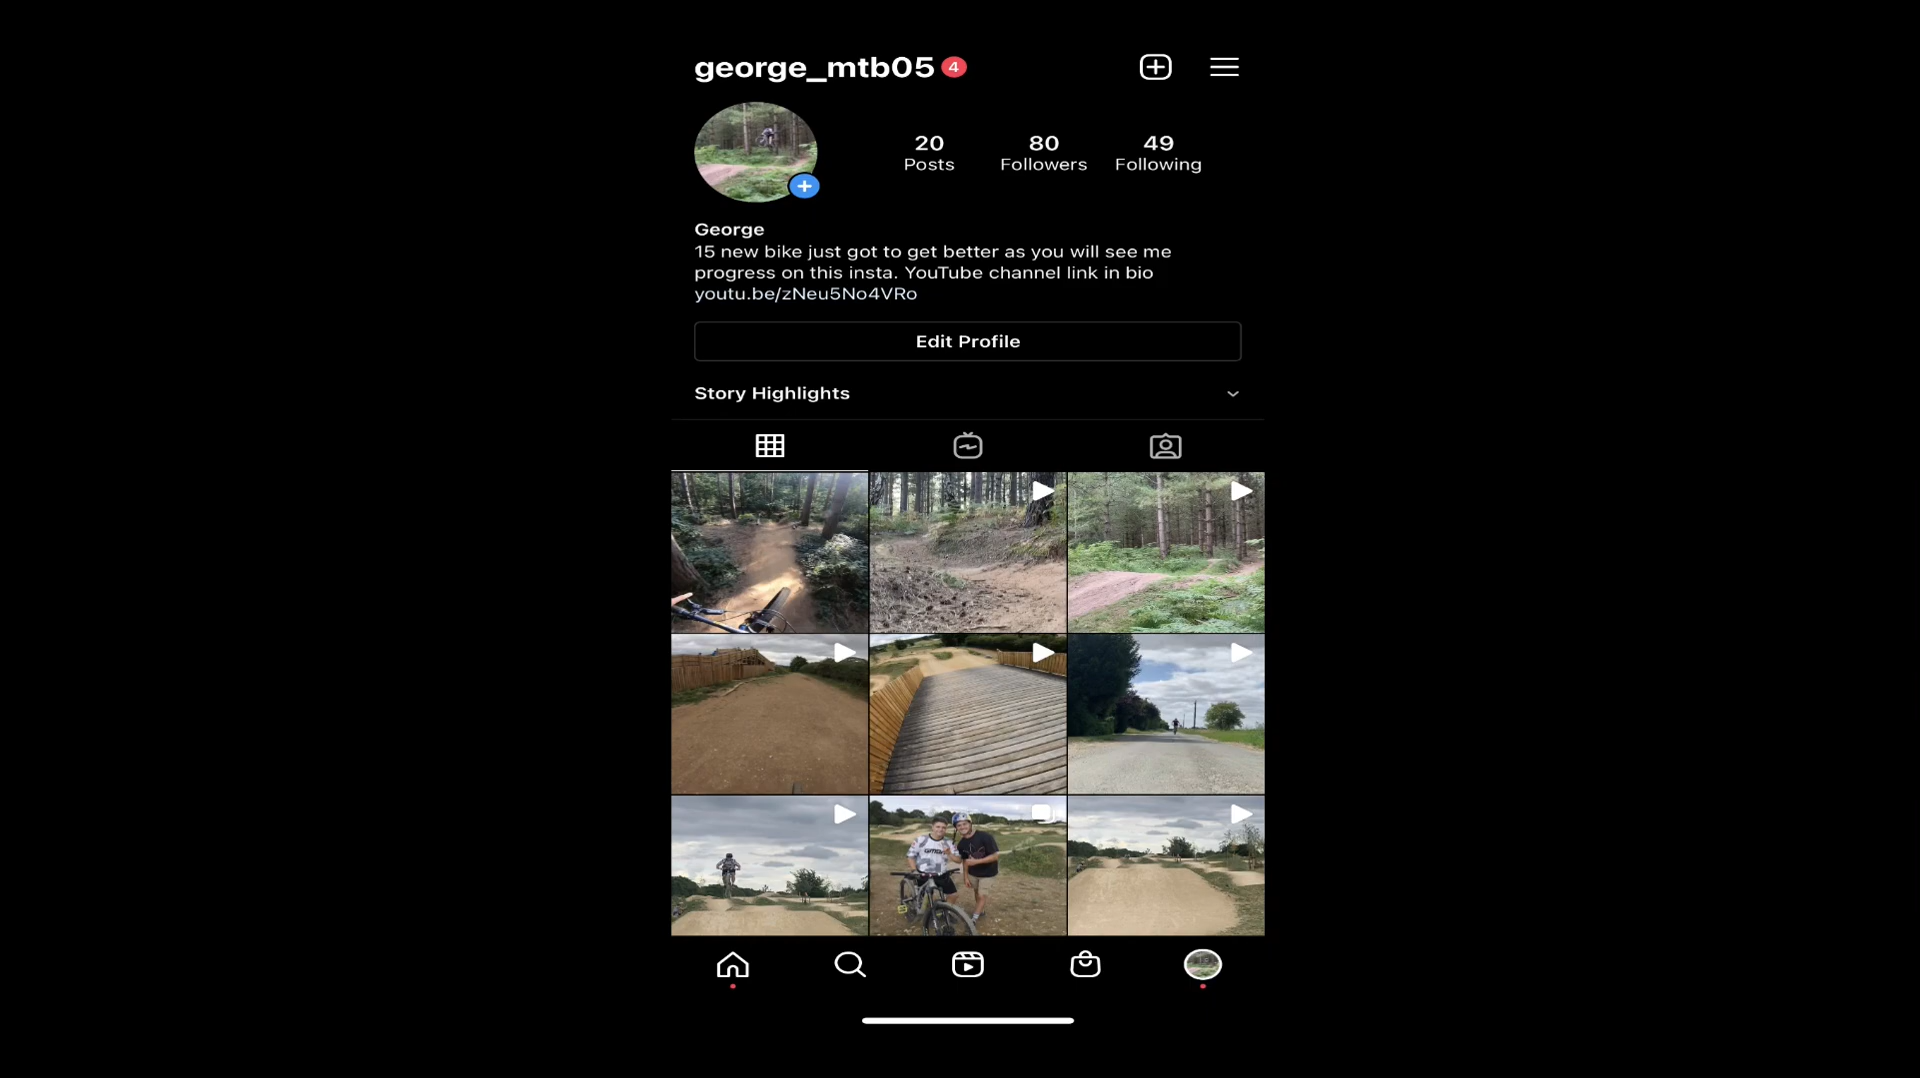 george_mtb05 4
20 80 49
Posts Followers Following
George
15 new bike just got to get better as you will see me
progress on this insta. YouTube channel link in bio
youtu.be/zNeu5No4VRo
Edit Profile
Story Highlights